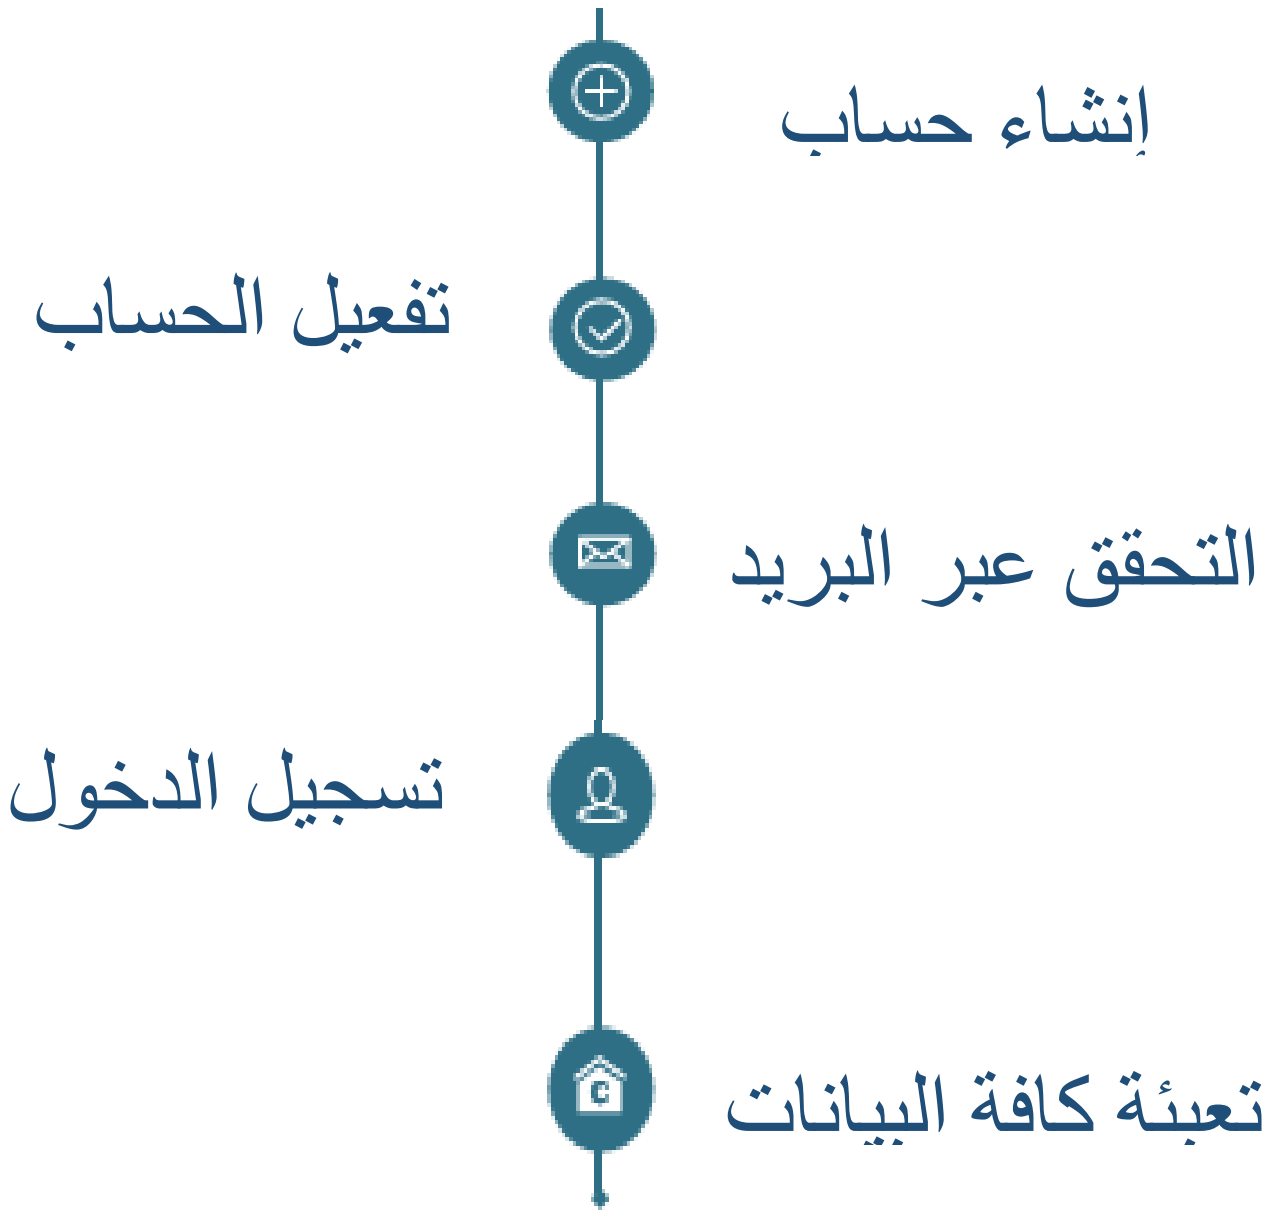 إنشاء حساب
تفعيل الحساب
التحقق عبر البريد
تسجيل الدخول
تعبئة كافة البيانات